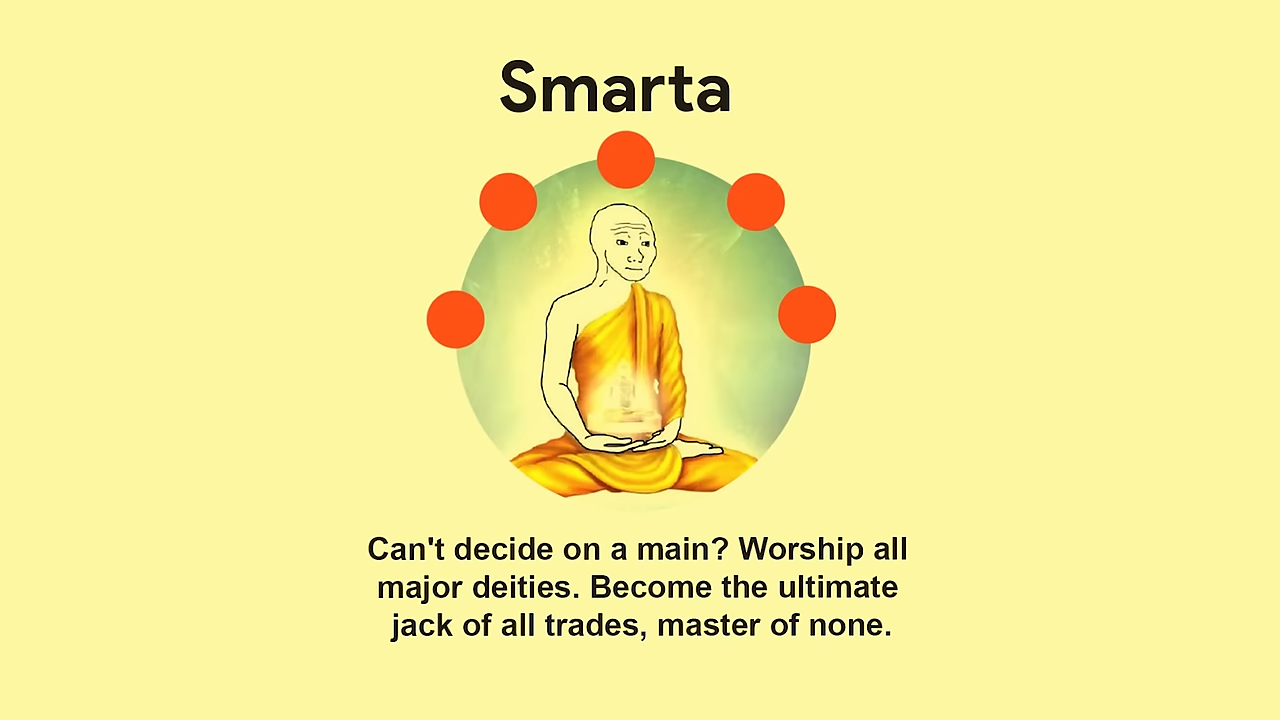 Smarta
Can't decide on a main? Worship all
major deities. Become the ultimate
jack of all trades, master of none.